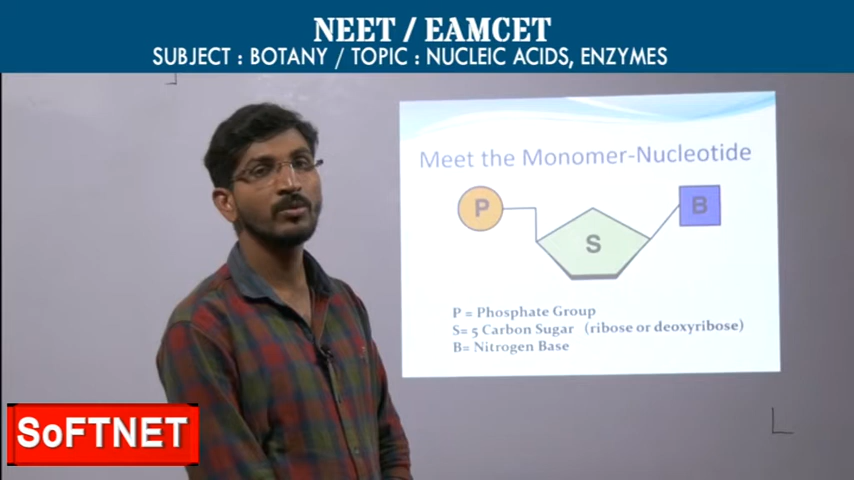 NEET / EAMCET
SUBJECT : BOTANY / TOPIC : NUCLEIC ACIDS, ENZYMES
Meet the Monomer-Nucleotide
P
S
B
P = Phosphate Group
S= 5 Carbon Sugar (ribose or deoxyribose)
B= Nitrogen Base
SoFTNET